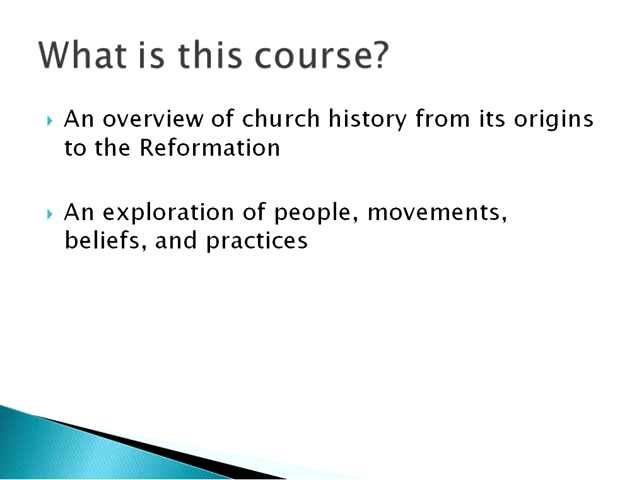 What is this course?
An overview of church history from its origins
to the Reformation
An exploration of people, movements,
beliefs, and practices